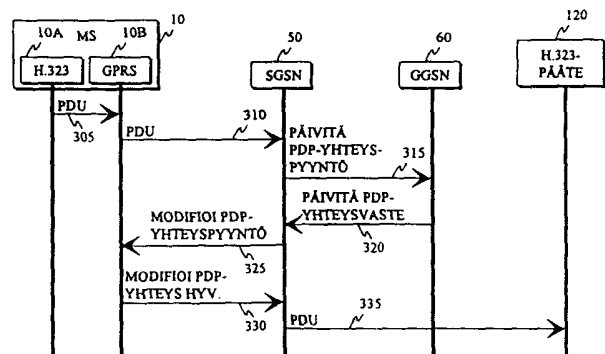 10
10A MS 10B
H.323 GPRS
50
SGSN
60
GGSN
120
H.323-
PÄÄTE
PDU
305
PDU
310
PÄIVITÄ
PDP-YHTEYS-
PYYNTÖ
315
PÄIVITÄ PDP-
YHTEYSVASTE
320
MODIFIOI PDP-
YHTEYSPYYNTÖ
325
MODIFIOI PDP-
YHTEYS HYV.
330
PDU
335